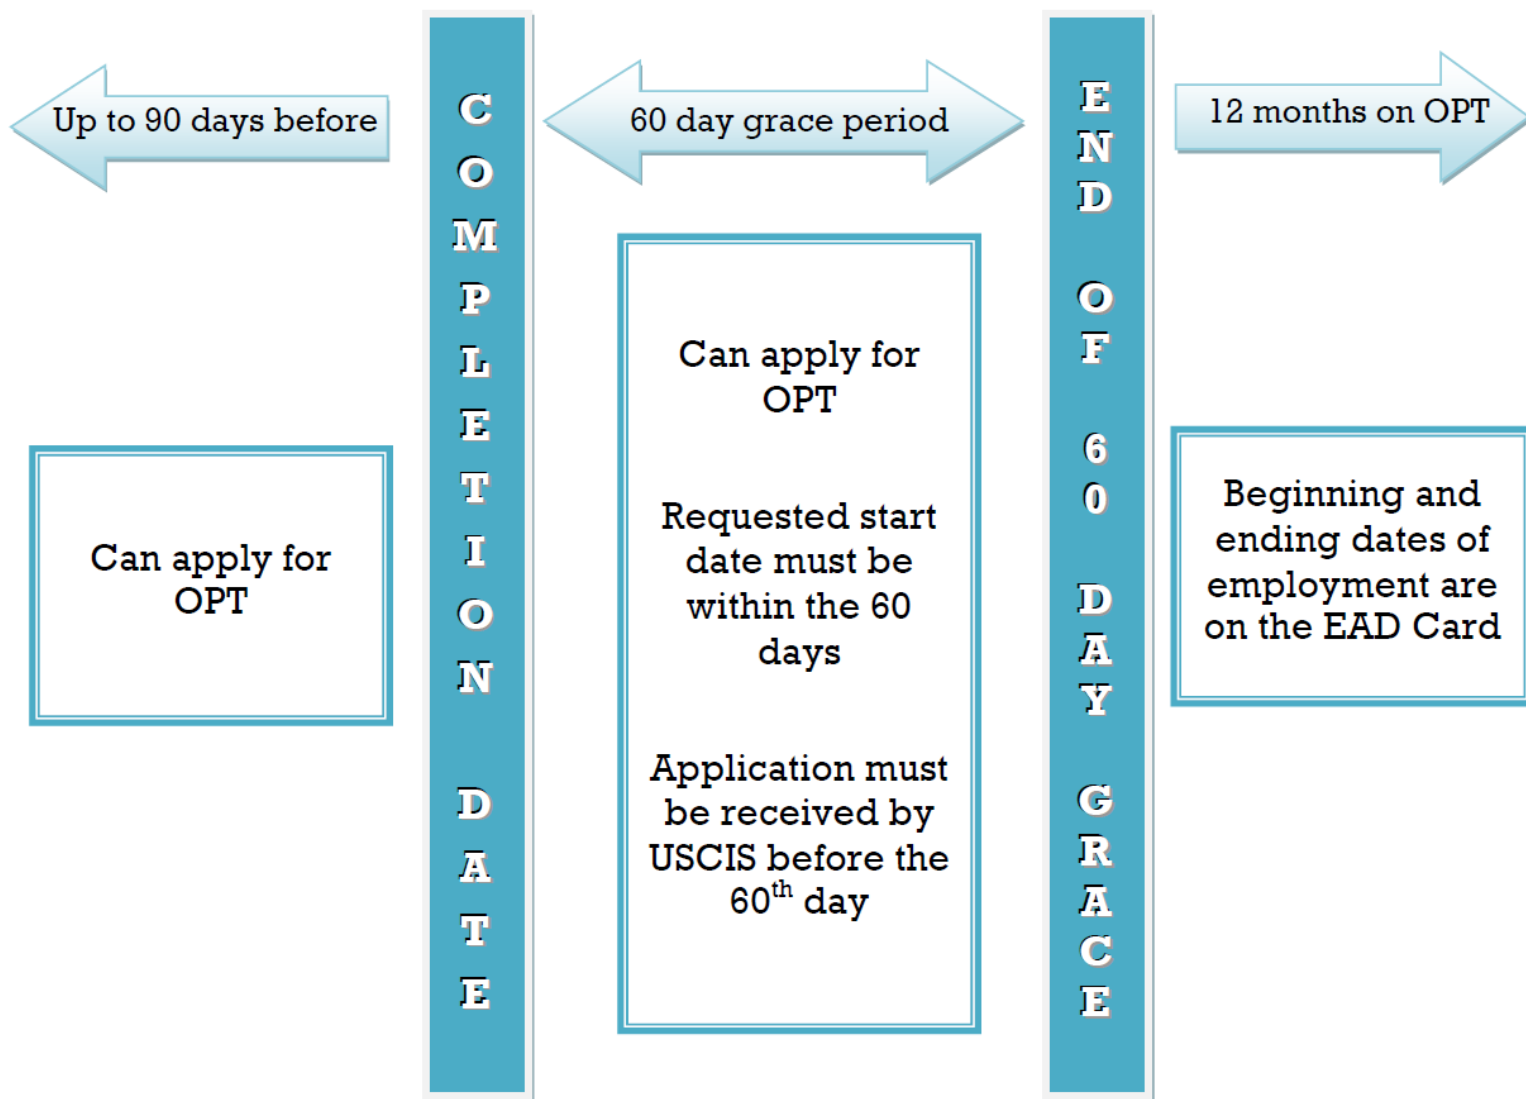 Up to 90 days before
COMPLETION DATE
60 day grace period
END OF 60 DAY GRACE
12 months on OPT
Can apply for
OPT
Can apply for
OPT
Requested start
date must be
within the 60
days
Application must
be received by
USCIS before the
60th day
Beginning and
ending dates of
employment are
on the EAD Card